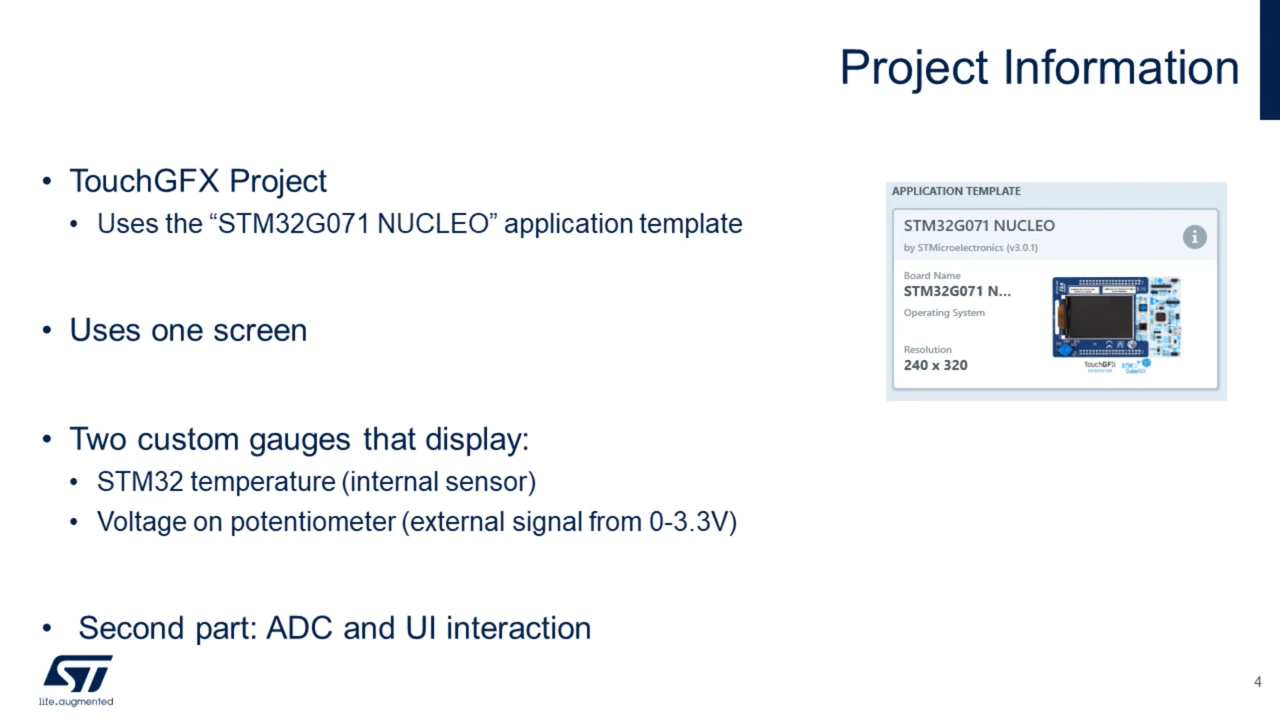 Project Information
• TouchGFX Project
• Uses the “STM32G071 NUCLEO” application template
• Uses one screen
• Two custom gauges that display:
• STM32 temperature (internal sensor)
• Voltage on potentiometer (external signal from 0-3.3V)
• Second part: ADC and UI interaction
APPLICATION TEMPLATE
STM32G071 NUCLEO
by STMicroelectronics (v3.0.1)
Board Name
STM32G071 N...
Operating System
Resolution
240 x 320
TouchGFX
ST
life.augmented
4